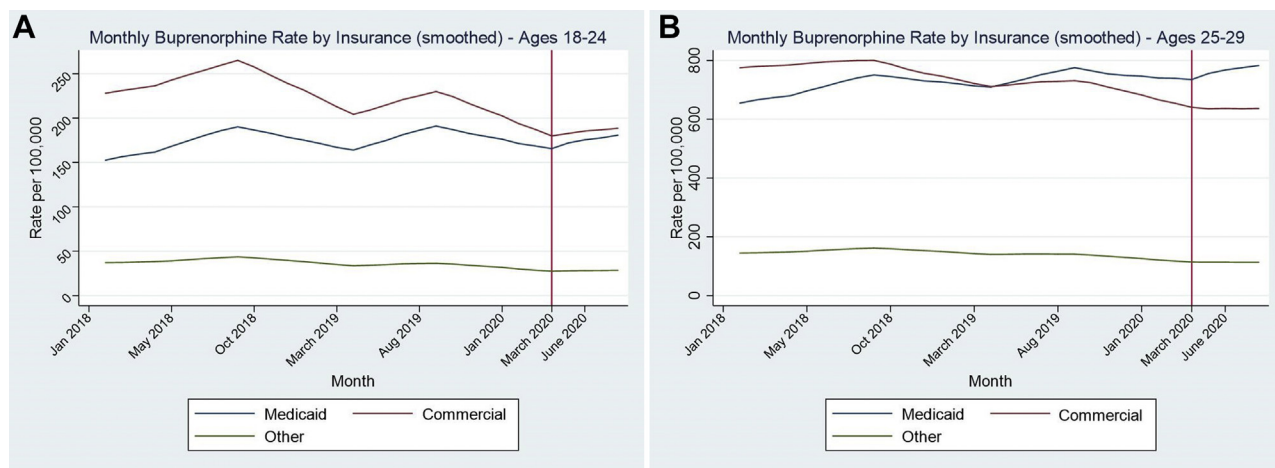 A
Monthly Buprenorphine Rate by Insurance (smoothed) - Ages 18-24
Rate per 100,000
250
200
150
100
50
0
Jan 2018
May 2018
Oct 2018
March 2019
Aug 2019
Jan 2020
March 2020
June 2020
Month
Medicaid
Commercial
Other
B
Monthly Buprenorphine Rate by Insurance (smoothed) - Ages 25-29
Rate per 100,000
800
600
400
200
0
Jan 2018
May 2018
Oct 2018
March 2019
Aug 2019
Jan 2020
March 2020
June 2020
Month
Medicaid
Commercial
Other